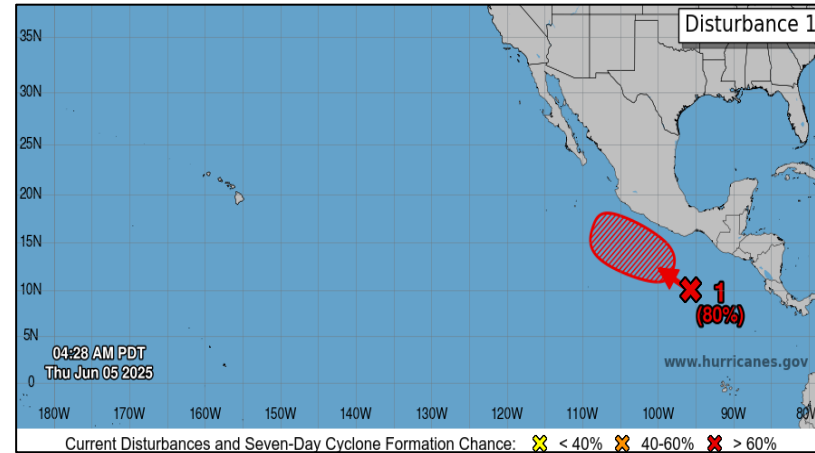 Disturbance 1
35N
30N
25N
20N
15N
10N
5N
0
1
(80%)
04:28 AM PDT
Thu Jun 05 2025
www.hurricanes.gov
180W 170W 160W 150W 140W 130W 120W 110W 100W 90W 80W
Current Disturbances and Seven-Day Cyclone Formation Chance: < 40% 40-60% > 60%